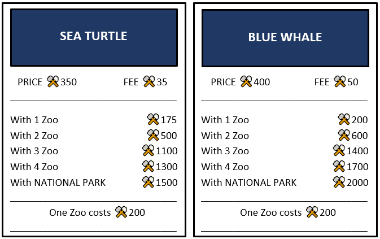 SEA TURTLE
PRICE 350 FEE 35
With 1 Zoo 175
With 2 Zoo 500
With 3 Zoo 1100
With 4 Zoo 1300
With NATIONAL PARK 1500
One Zoo costs 200
BLUE WHALE
PRICE 400 FEE 50
With 1 Zoo 200
With 2 Zoo 600
With 3 Zoo 1400
With 4 Zoo 1700
With NATIONAL PARK 2000
One Zoo costs 200